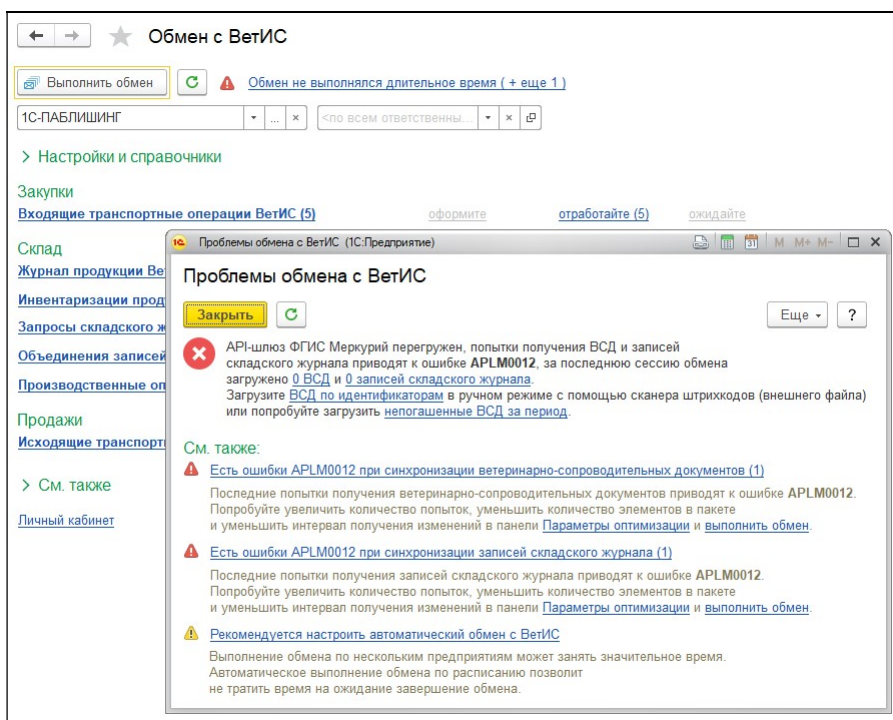 Обмен с ВетИС
Выполнить обмен
Обмен не выполнялся длительное время ( + еще 1 )
1С-ПАБЛИШИНГ
<по всем ответственны...
Настройки и справочники
Закупки
Входящие транспортные операции ВетИС (5) оформите отработайте (5) ожидайте
Склад
Журнал продукции Ве
Инвентаризации прод
Запросы складского ж
Объединения записей
Производственные оп
Продажи
Исходящие транспорт
См. также
Личный кабинет
Проблемы обмена с ВетИС (1С:Предприятие)
M M+ M-
Проблемы обмена с ВетИС
Закрыть
Еще
?
API-шлюз ФГИС Меркурий перегружен, попытки получения ВСД и записей
складского журнала приводят к ошибке APLM0012, за последнюю сессию обмена
загружено 0 ВСД и 0 записей складского журнала.
Загрузите ВСД по идентификаторам в ручном режиме с помощью сканера штрихкодов (внешнего файла)
или попробуйте загрузить непогашенные ВСД за период.
См. также:
Есть ошибки APLM0012 при синхронизации ветеринарно-сопроводительных документов (1)
Последние попытки получения ветеринарно-сопроводительных документов приводят к ошибке APLM0012.
Попробуйте увеличить количество попыток, уменьшить количество элементов в пакете
и уменьшить интервал получения изменений в панели Параметры оптимизации и выполнить обмен.
Есть ошибки APLM0012 при синхронизации записей складского журнала (1)
Последние попытки получения записей складского журнала приводят к ошибке APLM0012.
Попробуйте увеличить количество попыток, уменьшить количество элементов в пакете
и уменьшить интервал получения изменений в панели Параметры оптимизации и выполнить обмен.
Рекомендуется настроить автоматический обмен с ВетИС
Выполнение обмена по нескольким предприятиям может занять значительное время.
Автоматическое выполнение обмена по расписанию позволит
не тратить время на ожидание завершение обмена.